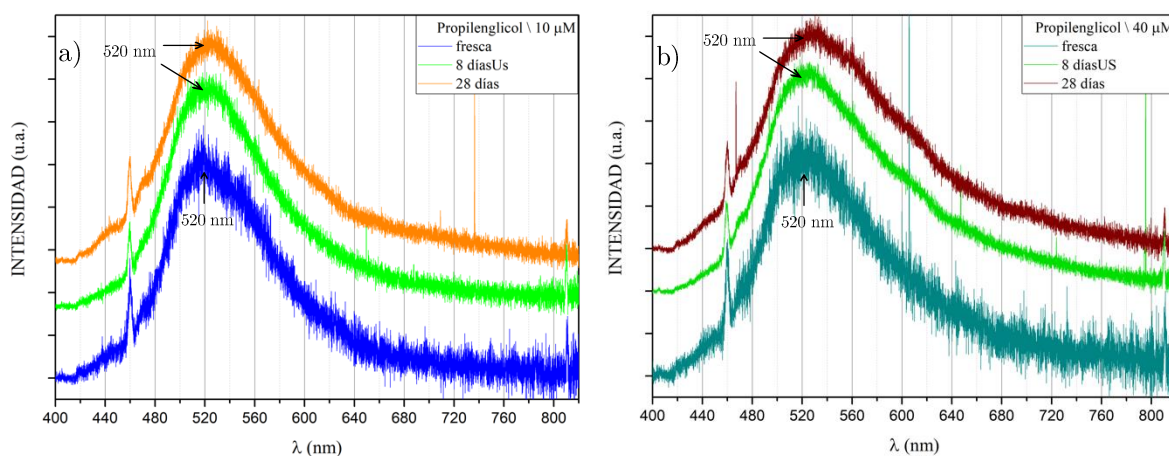 a)
Propilenglicol \ 10 µM
fresca
8 díasUs
28 días
520 nm
520 nm
INTENSIDAD (u.a.)
400 440 480 520 560 600 640 680 720 760 800
λ (nm)
b)
Propilenglicol \ 40 µM
fresca
8 díasUS
28 días
520 nm
520 nm
INTENSIDAD (u.a.)
400 440 480 520 560 600 640 680 720 760 800
λ (nm)